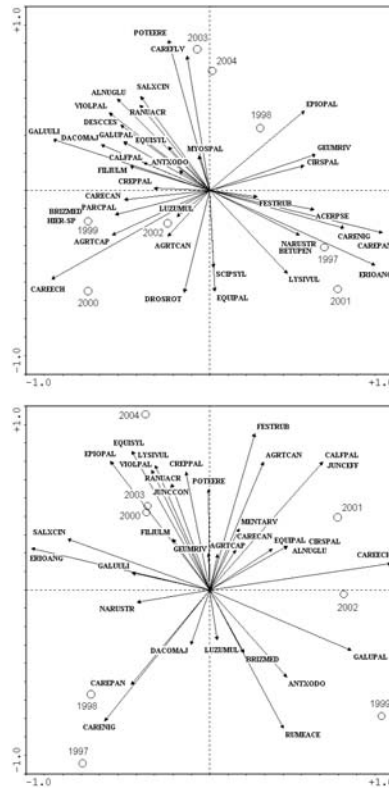 +1.0
2003
POTEERE
CAREFLV
2004
SALXCIN
ALNUGLU
RANUACR
VIOLPAL
EPIOPAL
1998
DESCCES
GALUULI
GALUPAL
EQUISYL
DACOMAJ
MYOSPAL
GEUMRIV
CALFPAL
ANTXODO
CIRSPAL
FILIULM
CREPPAL
CARECAN
FESTRUB
PARCPAL
BRIZMED
LUZUMUL
ACERPSE
HIER-SP
1999
2002
CARENIG
AGRTCAP
AGRTCAN
NARUSTR
CAREPAN
BETUPEN
1997
CAREECH
SCIPSYL
LYSIVUL
ERIOANG
2000
DROSROT
EQUIPAL
2001
-1.0
-1.0
+1.0
+1.0
2004
FESTRUB
EQUISYL
EPIOPAL
LYSIVUL
VIOLPAL
CREPPAL
AGRTCAN
CALFPAL
RANUACR
JUNCEFF
JUNCCON
POTEERE
2003
2000
MENTARV
2001
SALXCIN
FILIULM
CARECAN
GEUMRIV
AGRTCAP
EQUIPAL
CIRSPAL
ERIOANG
ALNUGLU
CAREECH
GALUULI
NARUSTR
2002
DACOMAJ
LUZUMUL
BRIZMED
GALUPAL
CAREPAN
ANTXODO
1998
CARENIG
RUMEACE
1999
1997
-1.0
-1.0
+1.0